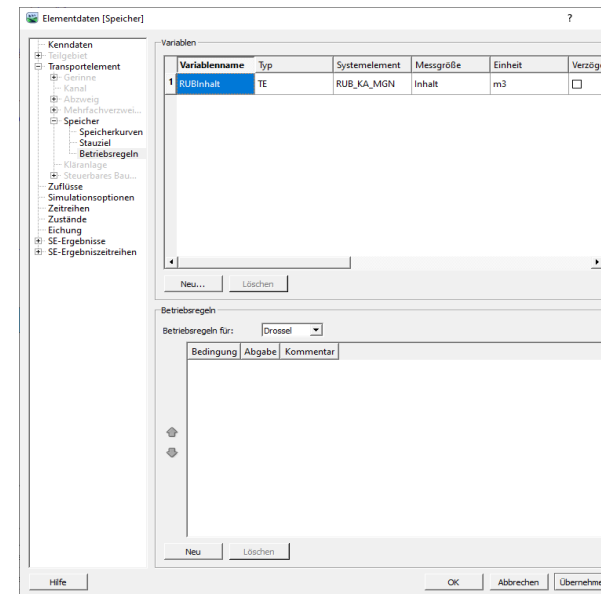 Elementdaten [Speicher]
?
Kenndaten
Teilgebiet
Transportelement
Gerinne
Kanal
Abzweig
Mehrfachverzwei...
Speicher
Speicherkurven
Stauziel
Betriebsregeln
Kläranlage
Steuerbares Bau...
Zuflüsse
Simulationsoptionen
Zeitreihen
Zustände
Eichung
SE-Ergebnisse
SE-Ergebniszeitreihen
Variablen
Variablenname Typ Systemelement Messgröße Einheit Verzöge
1 RUBInhalt TE RUB_KA_MGN Inhalt m3
Neu... Löschen
Betriebsregeln
Betriebsregeln für: Drossel
Bedingung Abgabe Kommentar
Neu Löschen
Hilfe OK Abbrechen Übernehme